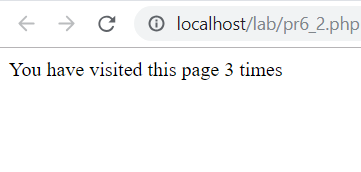 localhost/lab/pr6_2.php
You have visited this page 3 times